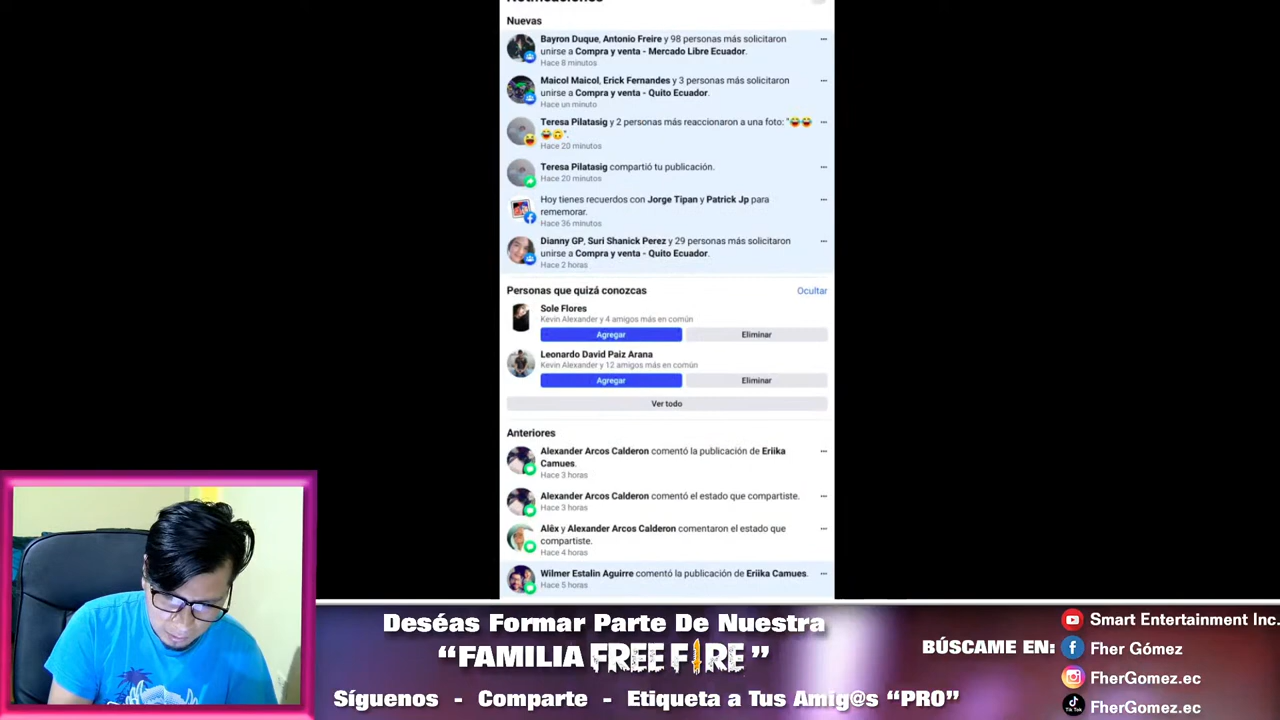 Nuevas
Bayron Duque, Antonio Freire y 98 personas más solicitaron
unirse a Compra y venta - Mercado Libre Ecuador.
Hace 8 minutos
Maicol Maicol, Erick Fernandes y 3 personas más solicitaron
unirse a Compra y venta - Quito Ecuador.
Hace un minuto
Teresa Pilatasig y 2 personas más reaccionaron a una foto: "😂😂
😂🙃".
Hace 20 minutos
Teresa Pilatasig compartió tu publicación.
Hace 20 minutos
Hoy tienes recuerdos con Jorge Tipan y Patrick Jp para
rememorar.
Hace 36 minutos
Dianny GP, Suri Shanick Perez y 29 personas más solicitaron
unirse a Compra y venta - Quito Ecuador.
Hace 2 horas
Personas que quizá conozcas
Ocultar
Sole Flores
Kevin Alexander y 4 amigos más en común
Agregar
Eliminar
Leonardo David Paiz Arana
Kevin Alexander y 12 amigos más en común
Agregar
Eliminar
Ver todo
Anteriores
Alexander Arcos Calderon comentó la publicación de Eriika
Camues.
Hace 3 horas
Alexander Arcos Calderon comentó el estado que compartiste.
Hace 3 horas
Alêx y Alexander Arcos Calderon comentaron el estado que
compartiste.
Hace 4 horas
Wilmer Estalin Aguirre comentó la publicación de Eriika Camues.
Hace 5 horas
Deséas Formar Parte De Nuestra
"FAMILIA FREE FIRE"
Síguenos - Comparte - Etiqueta a Tus Amig@s "PRO"
BÚSCAME EN:
Smart Entertainment Inc.
Fher Gómez
FherGomez.ec
FherGomez.ec